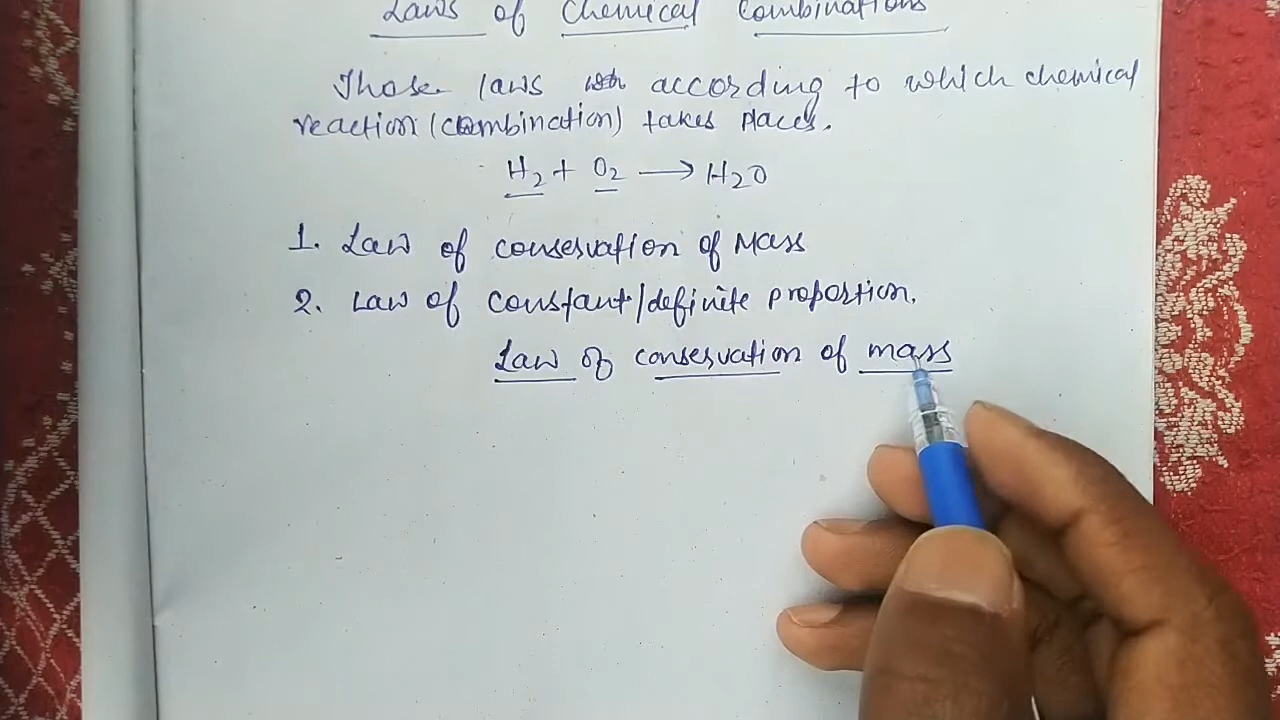 Laws of Chemical Combinations
Those laws according to which chemical
reaction (combination) takes places.
H2 + O2 → H2O
1. Law of conservation of Mass
2. Law of constant/definite proportion.
Law of conservation of mass